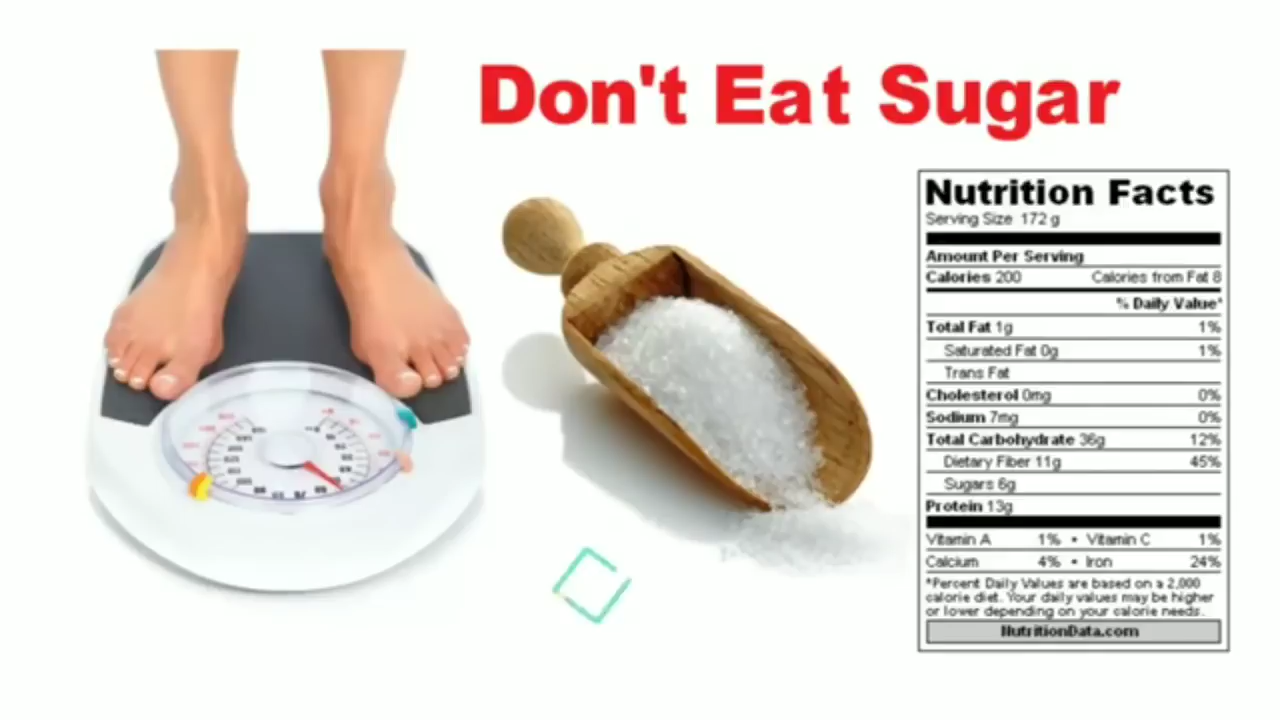 Don't Eat Sugar
Nutrition Facts
Serving Size 172 g
Amount Per Serving
Calories 200 Calories from Fat 8
% Daily Value*
Total Fat 1g 1%
Saturated Fat 0g 1%
Trans Fat
Cholesterol 0mg 0%
Sodium 7mg 0%
Total Carbohydrate 36g 12%
Dietary Fiber 11g 45%
Sugars 6g
Protein 13g
Vitamin A 1% • Vitamin C 1%
Calcium 4% • Iron 24%
*Percent Daily Values are based on a 2,000
calorie diet. Your daily values may be higher
or lower depending on your calorie needs.
NutritionData.com